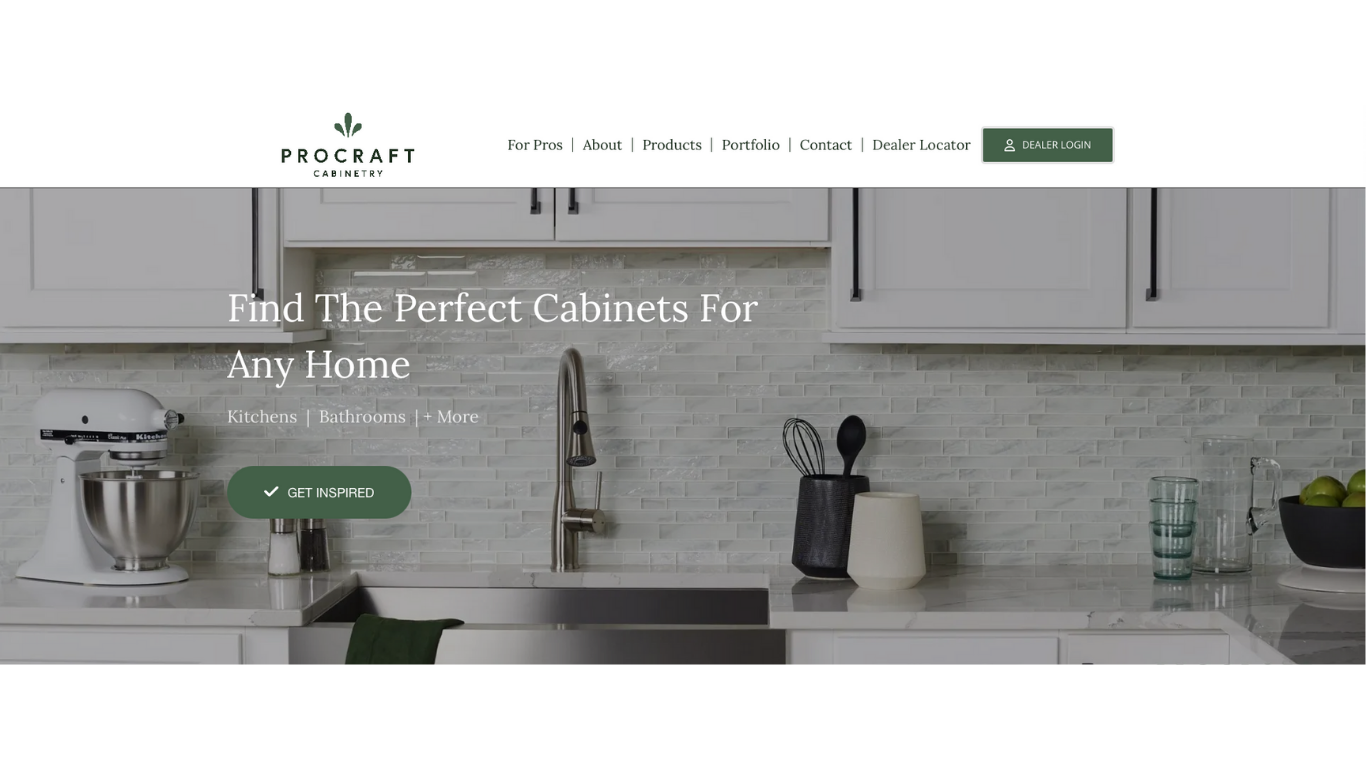 PROCRAFT
CABINETRY
For Pros | About | Products | Portfolio | Contact | Dealer Locator
DEALER LOGIN
Find The Perfect Cabinets For
Any Home
Kitchens | Bathrooms | + More
GET INSPIRED